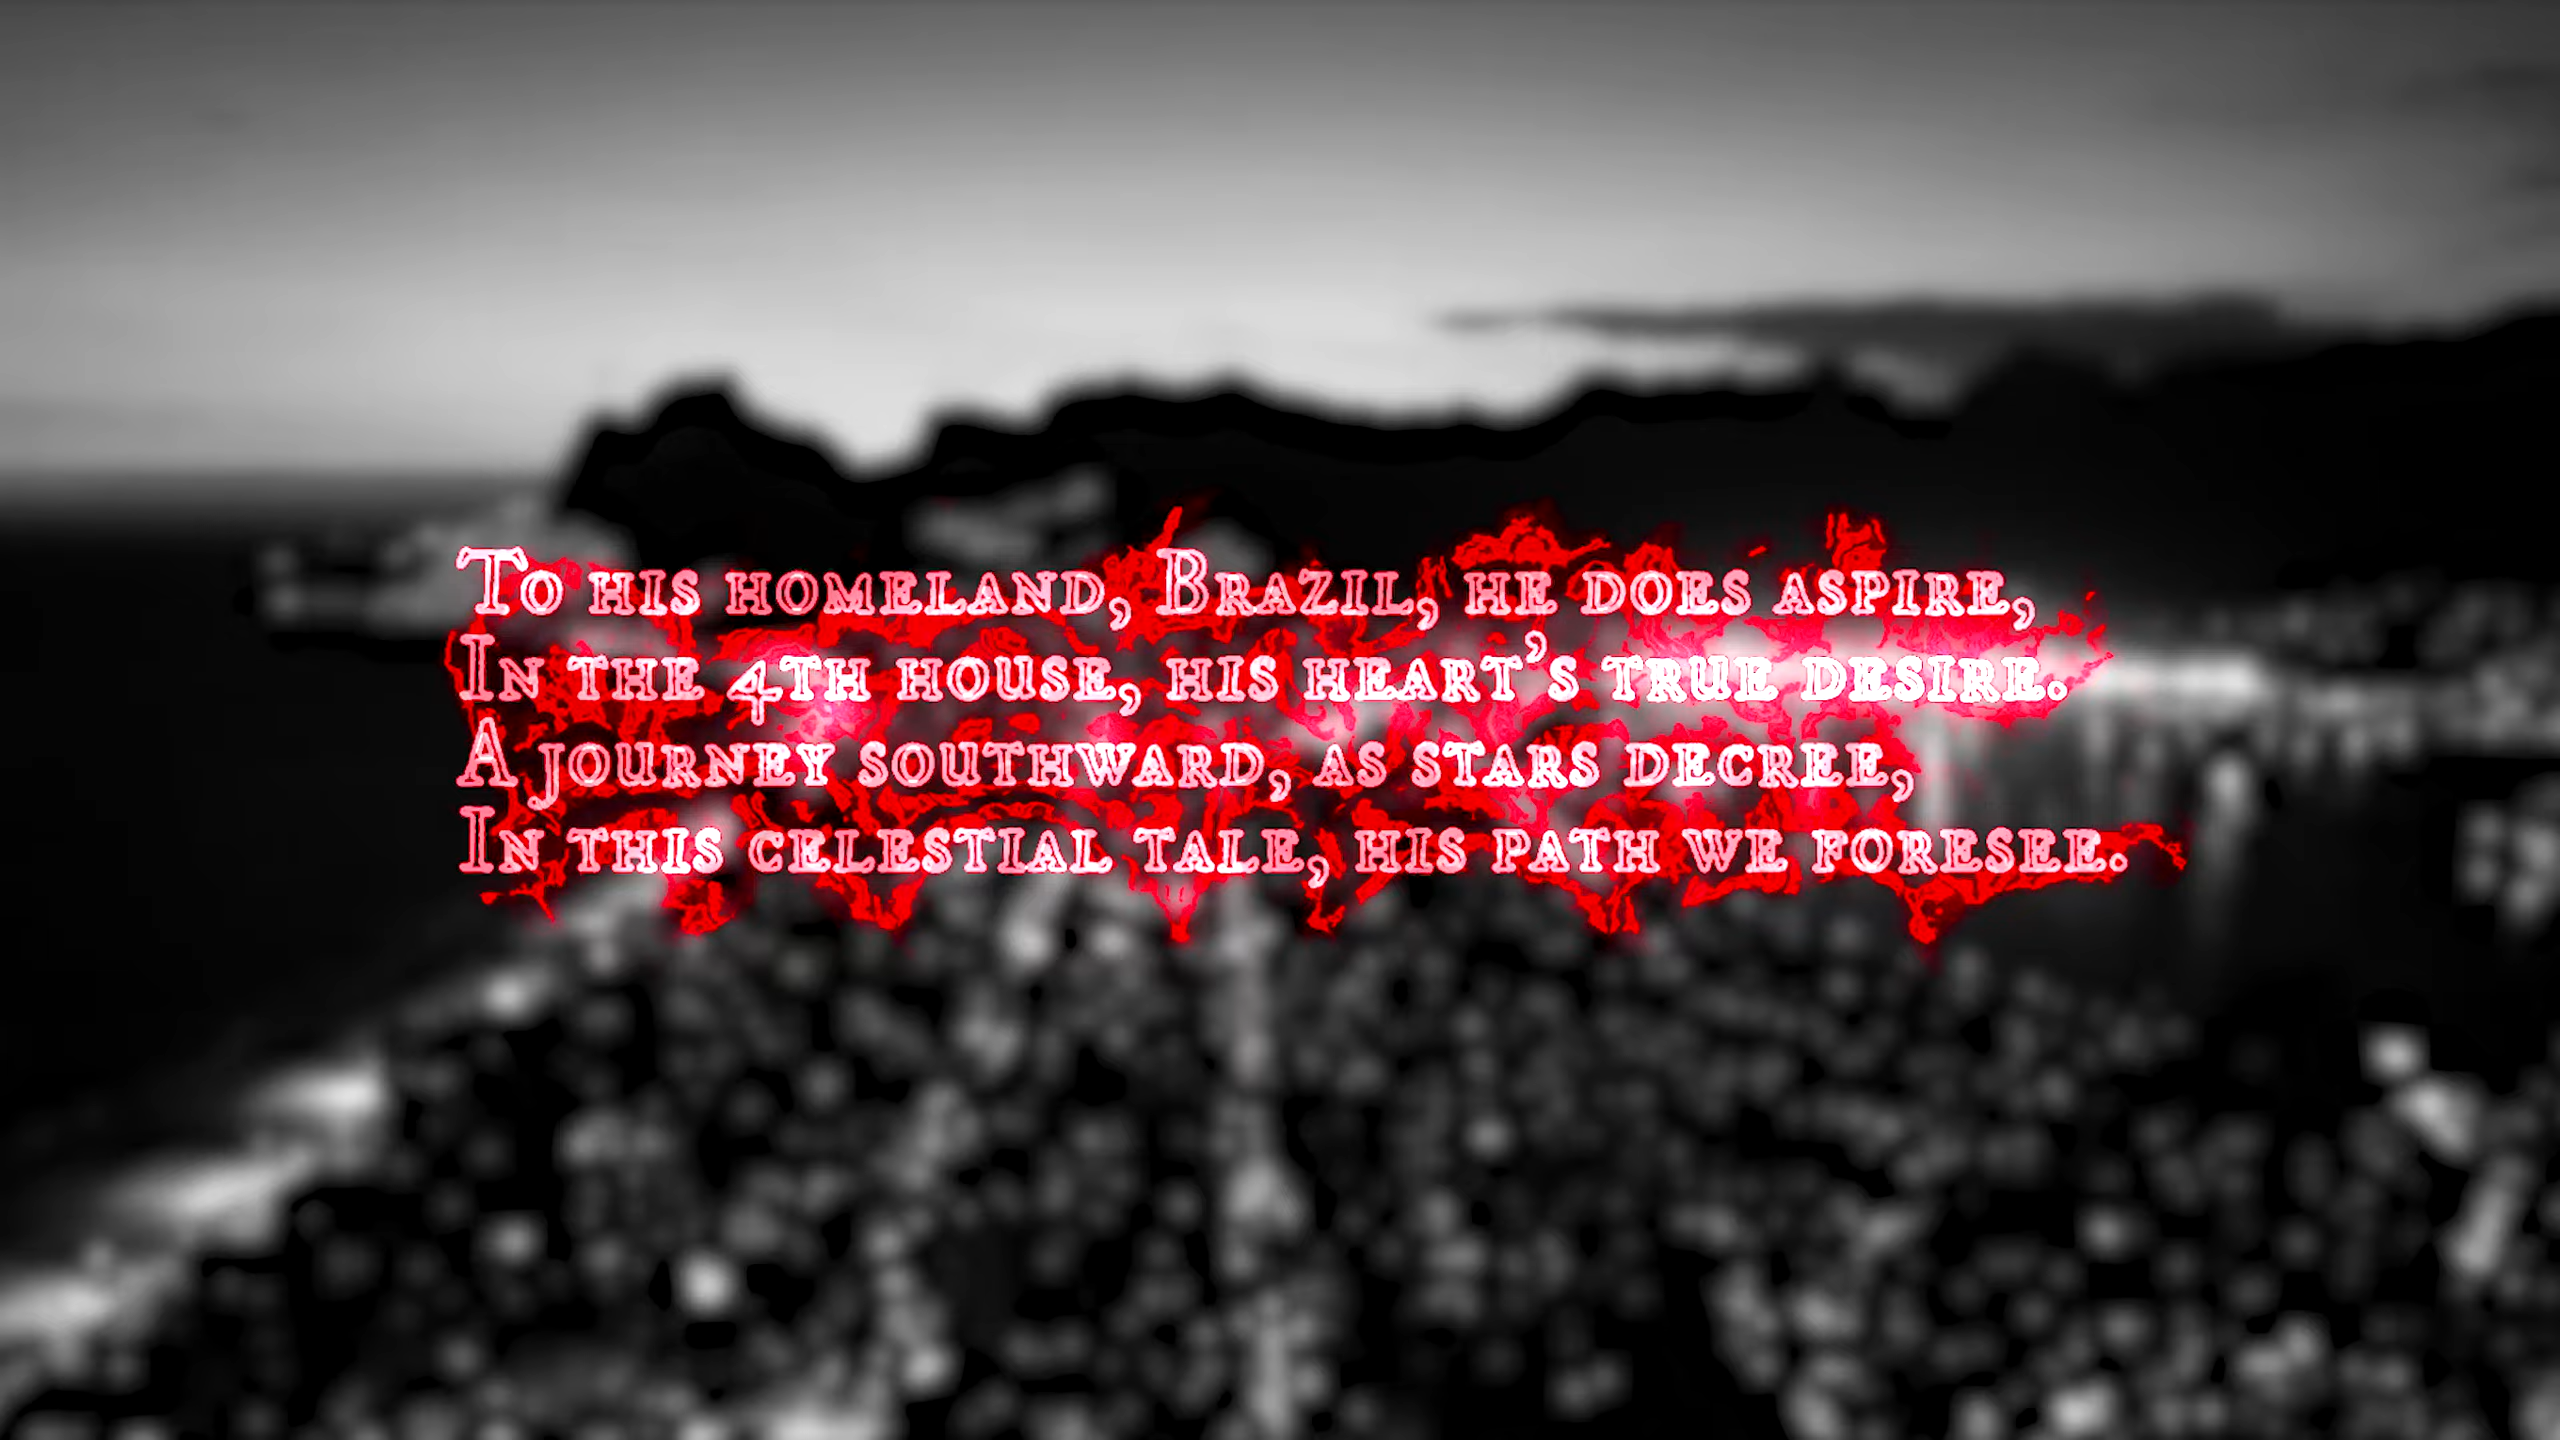 To his homeland, Brazil, he does aspire,
In the 4th house, his heart's true desire.
A journey southward, as stars decree,
In this celestial tale, his path we foresee.